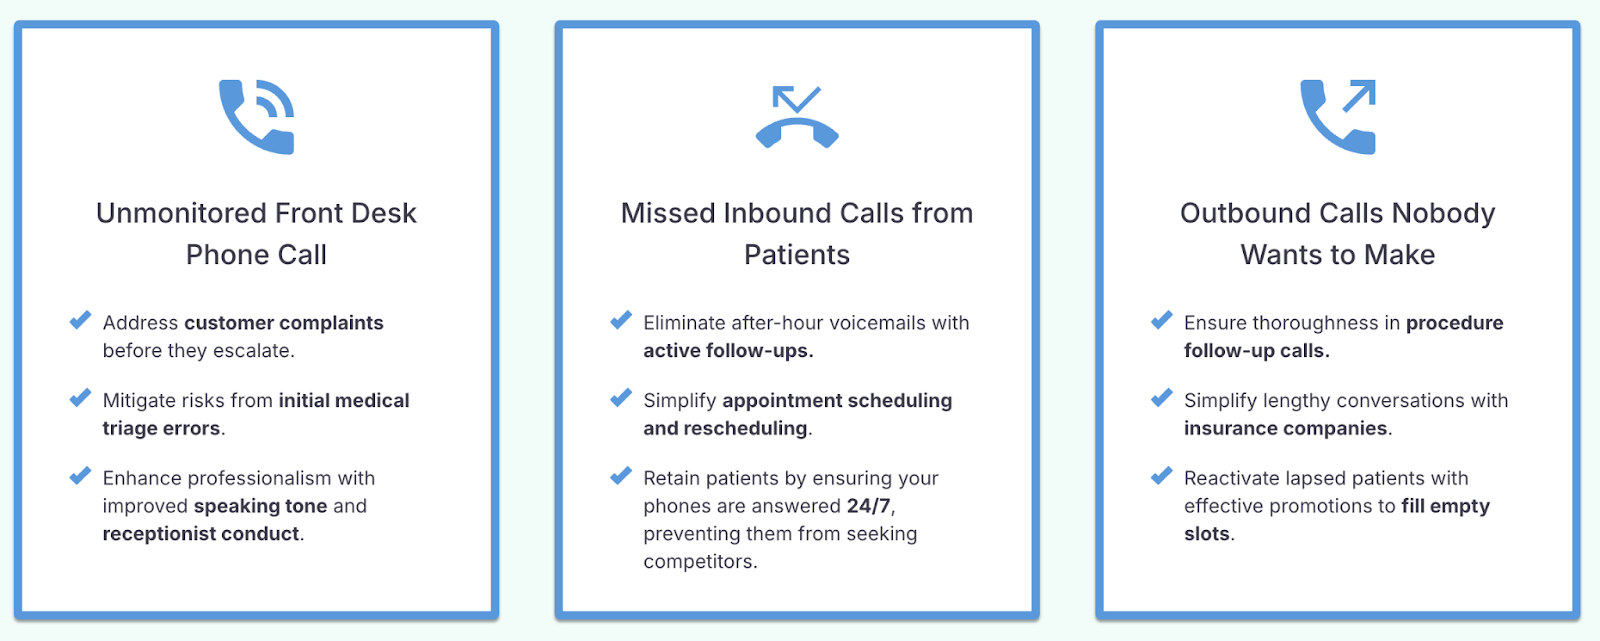 Unmonitored Front Desk
Phone Call
Address customer complaints
before they escalate.
Mitigate risks from initial medical
triage errors.
Enhance professionalism with
improved speaking tone and
receptionist conduct.
Missed Inbound Calls from
Patients
Eliminate after-hour voicemails with
active follow-ups.
Simplify appointment scheduling
and rescheduling.
Retain patients by ensuring your
phones are answered 24/7,
preventing them from seeking
competitors.
Outbound Calls Nobody
Wants to Make
Ensure thoroughness in procedure
follow-up calls.
Simplify lengthy conversations with
insurance companies.
Reactivate lapsed patients with
effective promotions to fill empty
slots.